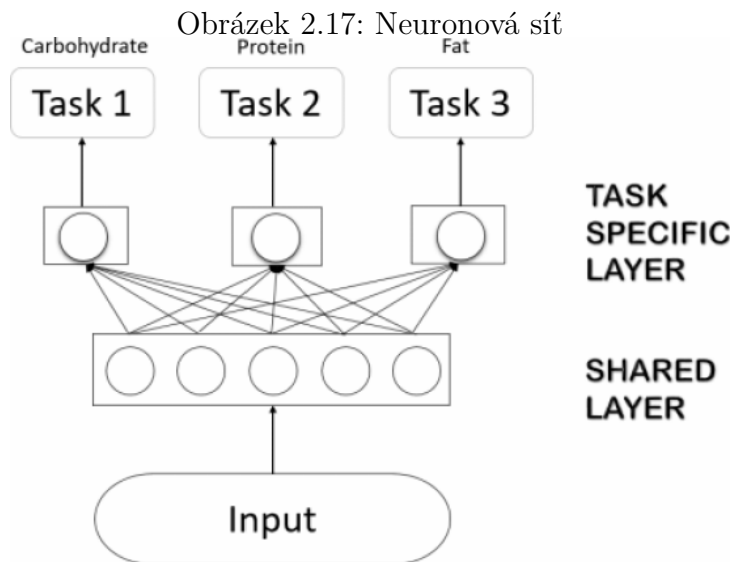 Obrázek 2.17: Neuronová síť
Carbohydrate Protein Fat
Task 1 Task 2 Task 3
TASK
SPECIFIC
LAYER
SHARED
LAYER
Input